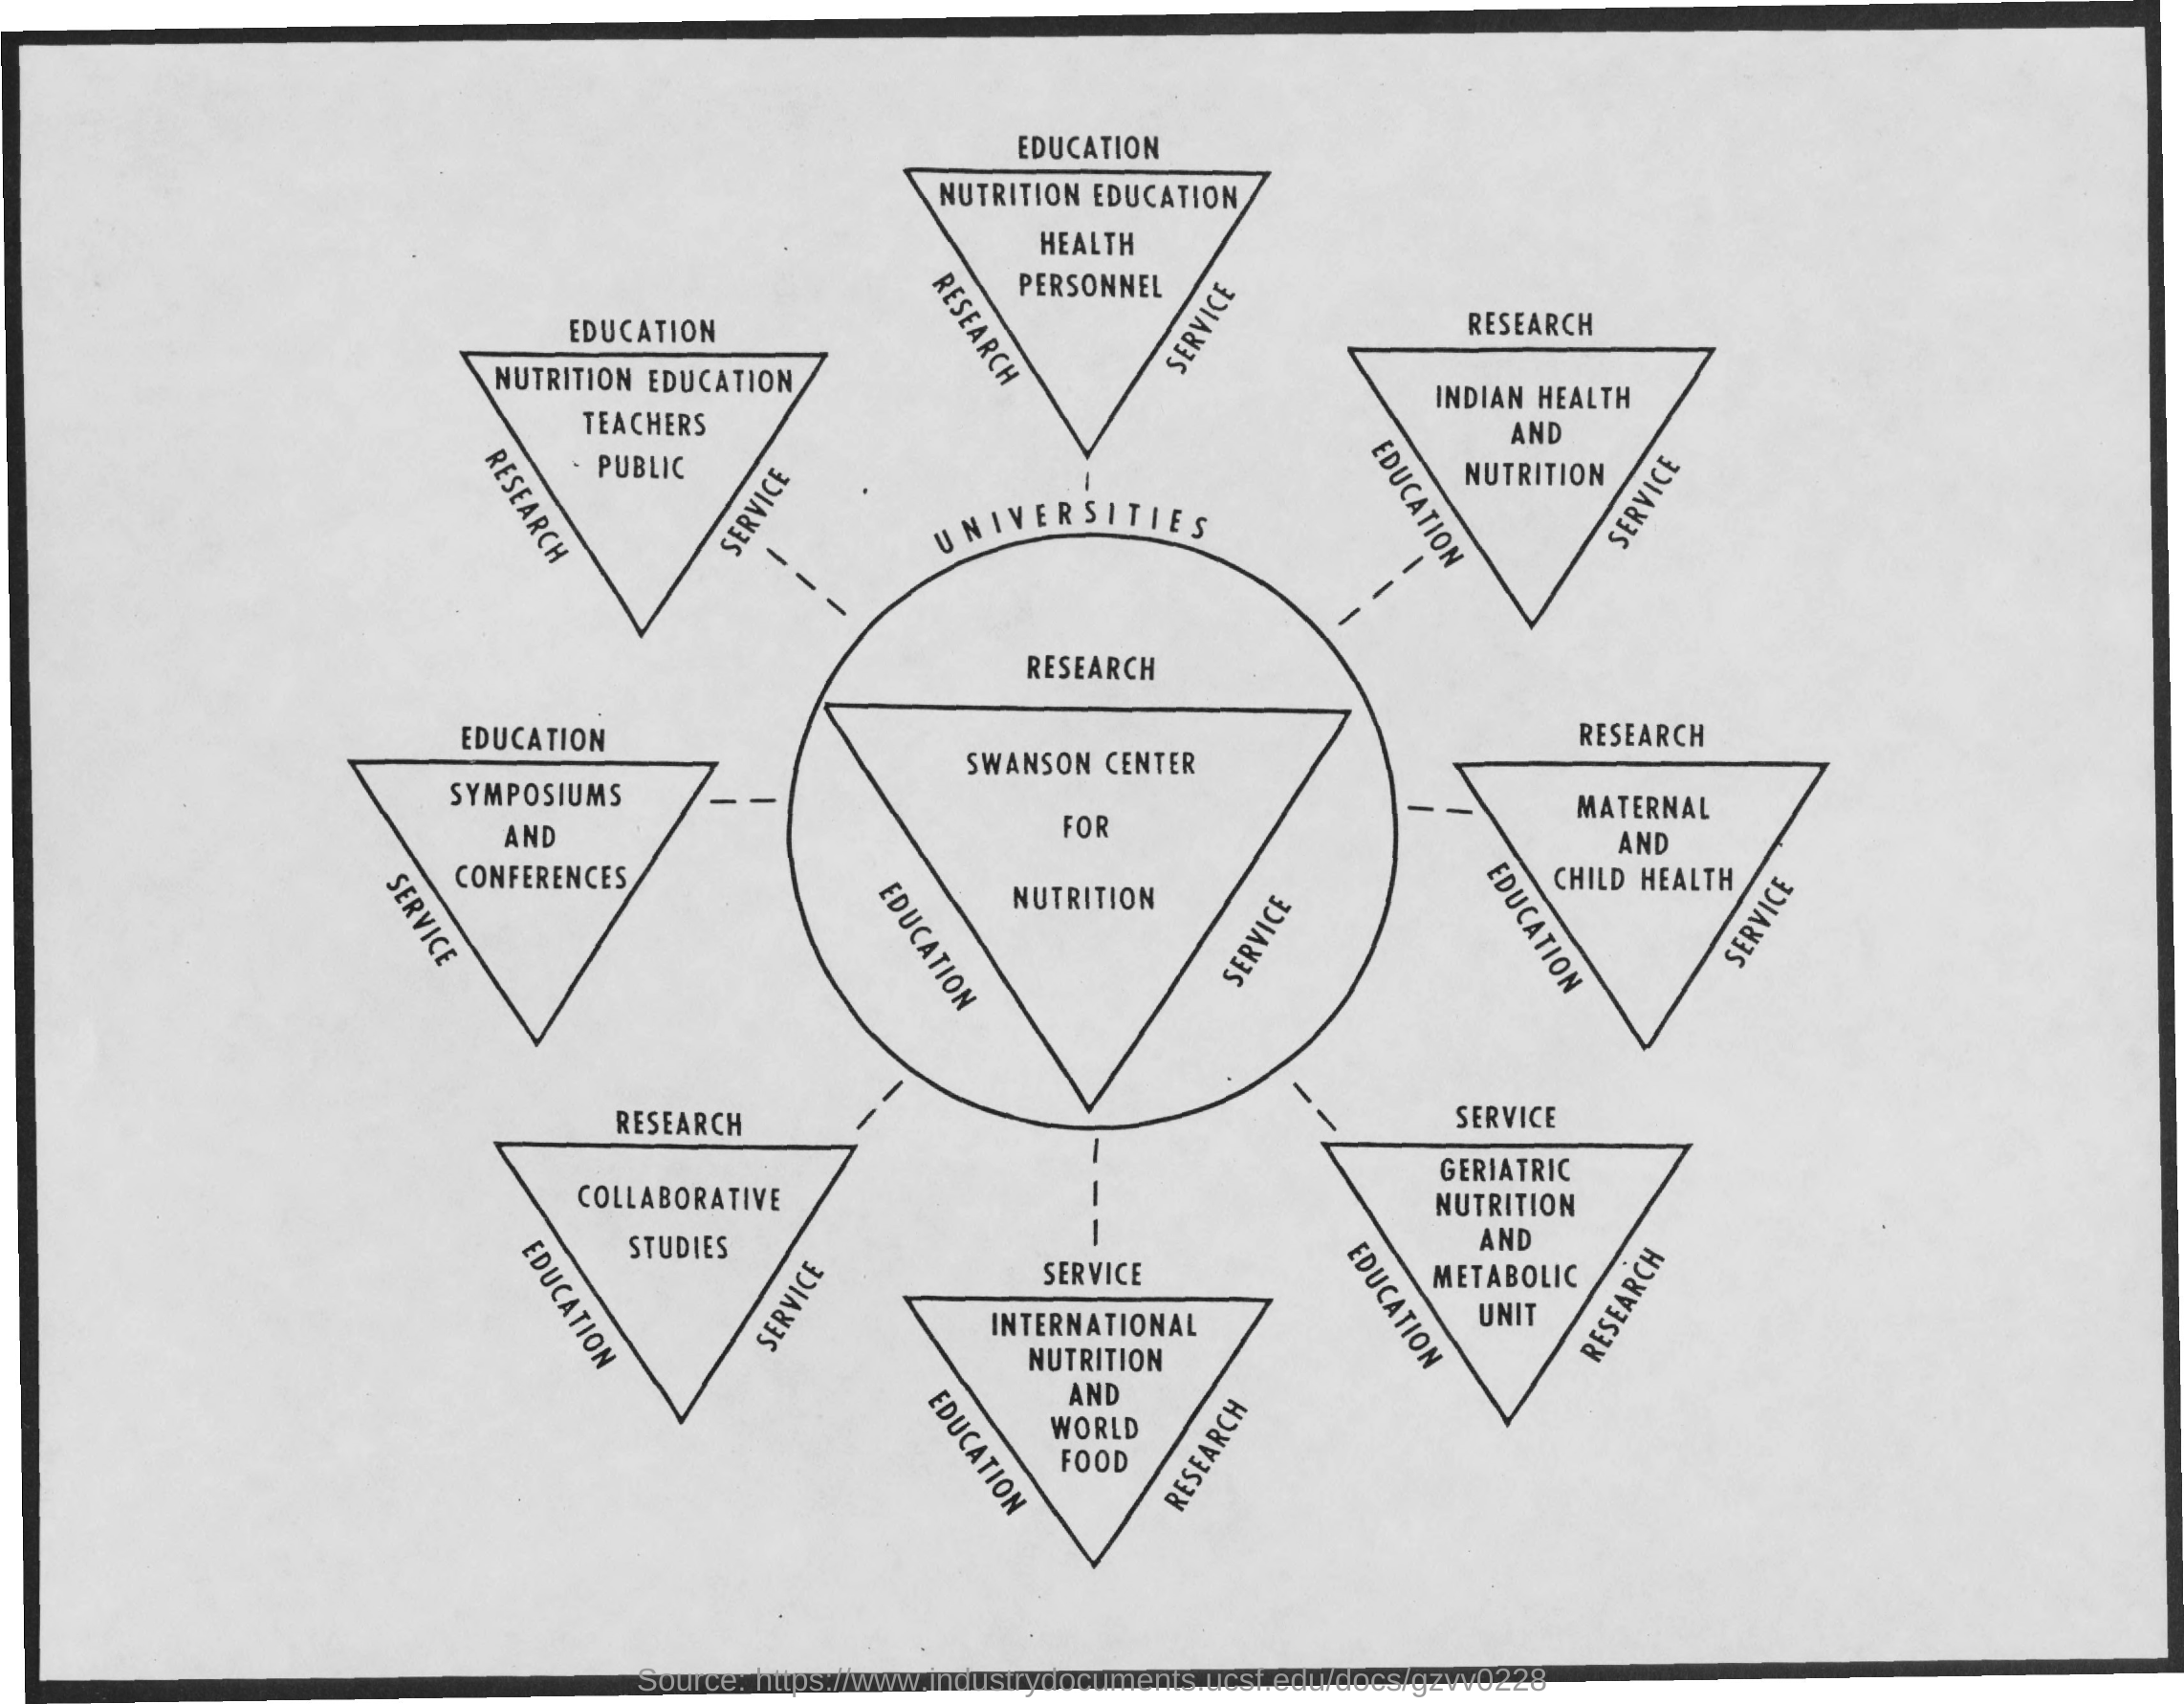 EDUCATION
NUTRITION EDUCATION
HEALTH
PERSONNEL
RESEARCH
SERVICE
EDUCATION
NUTRITION EDUCATION
TEACHERS
PUBLIC
RESEARCH
SERVICE
RESEARCH
INDIAN HEALTH
AND
NUTRITION
EDUCATION
SERVICE
UNIVERSITIES
RESEARCH
SWANSON CENTER
FOR
NUTRITION
EDUCATION
SERVICE
EDUCATION
SYMPOSIUMS
AND
CONFERENCES
SERVICE
RESEARCH
MATERNAL
AND
CHILD HEALTH
EDUCATION
SERVICE
RESEARCH
COLLABORATIVE
STUDIES
EDUCATION
SERVICE
SERVICE
INTERNATIONAL
NUTRITION
AND
WORLD
FOOD
EDUCATION
RESEARCH
SERVICE
GERIATRIC
NUTRITION
AND
METABOLIC
UNIT
EDUCATION
RESEARCH
Source: https://www.industrydocuments.ucsf.edu/docs/gzvv0228